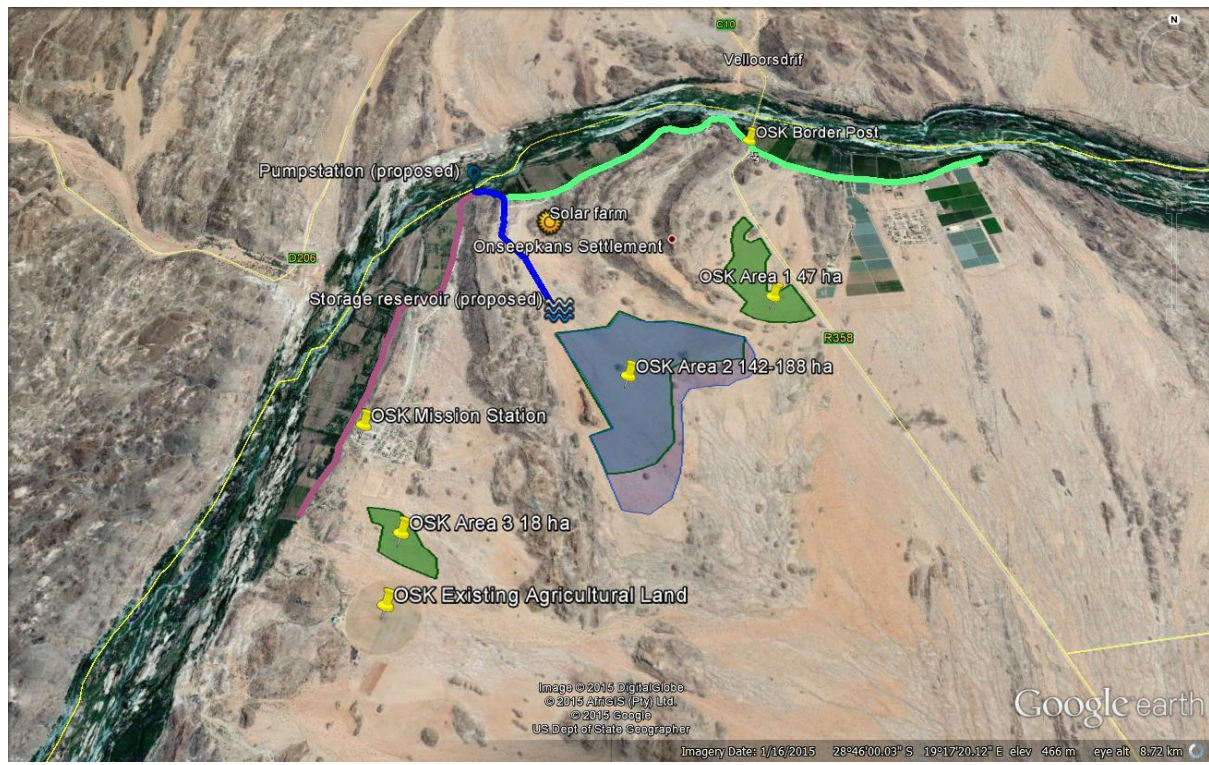 N
C10
Velloorsdrif
OSK Border Post
Pumpstation (proposed)
Solar farm
Onseepkans Settlement
D206
OSK Area 1 47 ha
Storage reservoir (proposed)
R358
OSK Area 2 142-188 ha
OSK Mission Station
OSK Area 3 18 ha
OSK Existing Agricultural Land
Image © 2015 DigitalGlobe
© 2015 AfriGIS (Pty) Ltd.
© 2015 Google
US Dept of State Geographer
Google earth
Imagery Date: 1/16/2015 28°46'00.03" S 19°17'20.12" E elev 466 m eye alt 8.72 km